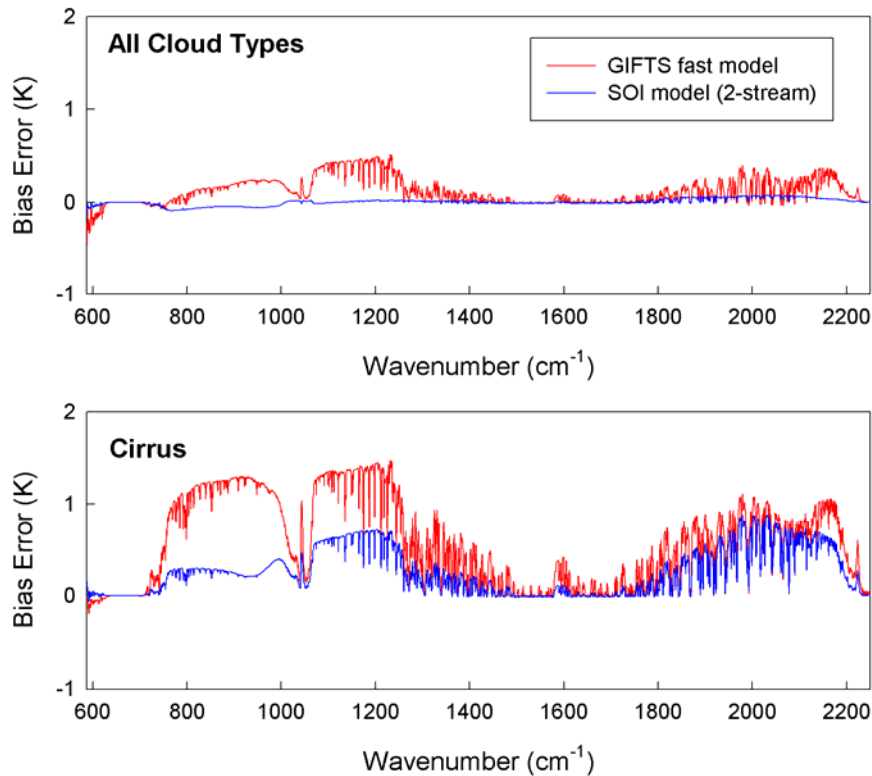 All Cloud Types
GIFTS fast model
SOI model (2-stream)
Bias Error (K)
2
1
0
-1
600 800 1000 1200 1400 1600 1800 2000 2200
Wavenumber (cm⁻¹)
Cirrus
Bias Error (K)
2
1
0
-1
600 800 1000 1200 1400 1600 1800 2000 2200
Wavenumber (cm⁻¹)